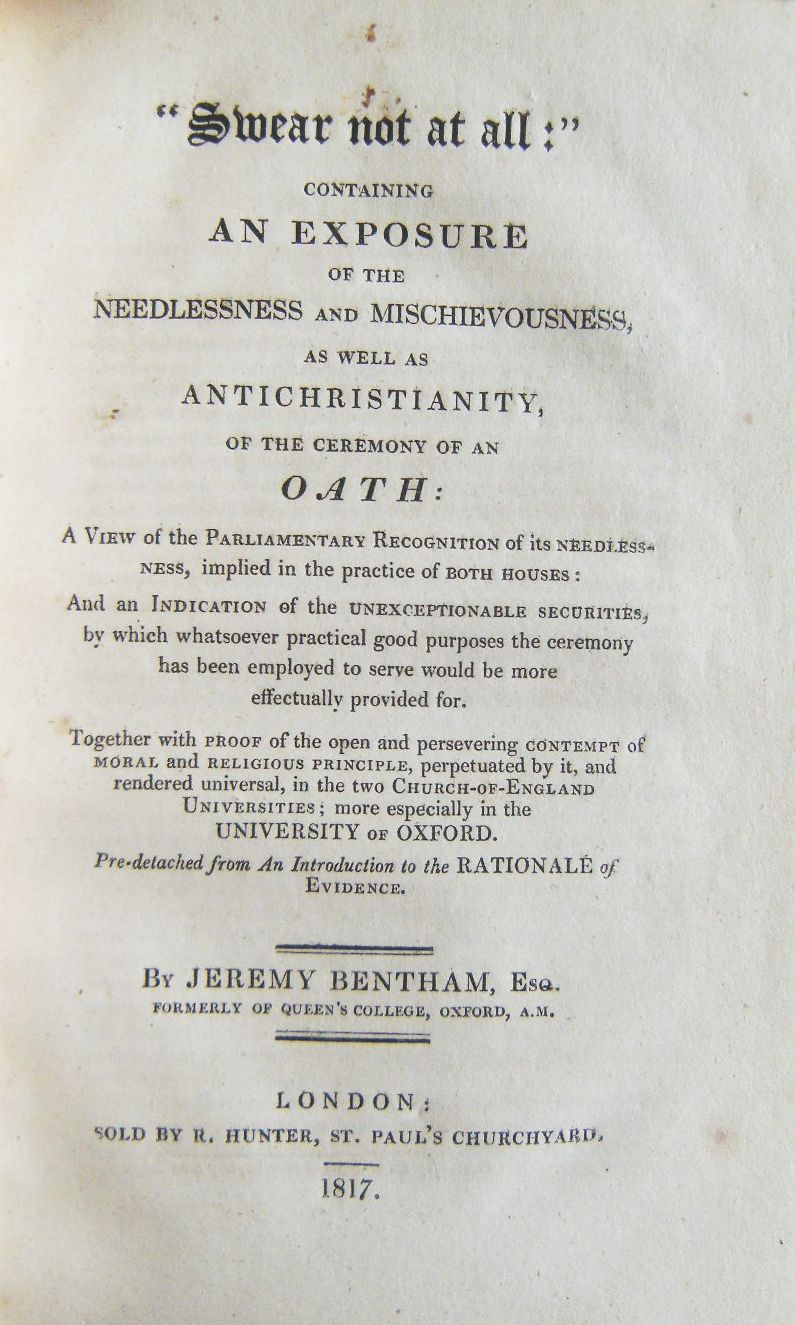 “Swear not at all:”
CONTAINING
AN EXPOSURE
OF THE
NEEDLESSNESS AND MISCHIEVOUSNESS,
AS WELL AS
ANTICHRISTIANITY,
OF THE CEREMONY OF AN
OATH:
A VIEW of the PARLIAMENTARY RECOGNITION of its NEEDLESS-
NESS, implied in the practice of BOTH HOUSES:
And an INDICATION of the UNEXCEPTIONABLE SECURITIES,
by which whatsoever practical good purposes the ceremony
has been employed to serve would be more
effectually provided for.
Together with PROOF of the open and persevering CONTEMPT of
MORAL and RELIGIOUS PRINCIPLE, perpetuated by it, and
rendered universal, in the two CHURCH-OF-ENGLAND
UNIVERSITIES; more especially in the
UNIVERSITY OF OXFORD.
Pre-detached from An Introduction to the RATIONALE of
EVIDENCE.
BY JEREMY BENTHAM, ESQ.
FORMERLY OF QUEEN'S COLLEGE, OXFORD, A.M.
LONDON:
SOLD BY R. HUNTER, ST. PAUL'S CHURCHYARD.
1817.